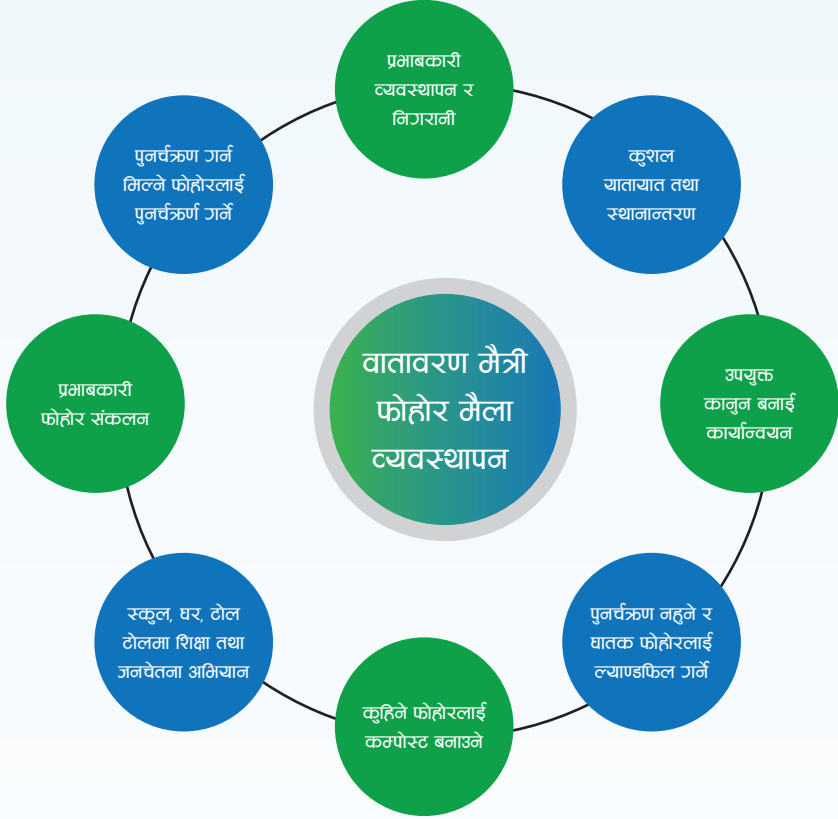 प्रभाबकारी
व्यवस्थापन र
निगरानी
कुशल
यातायात तथा
स्थानान्तरण
उपयुक्त
कानुन बनाई
कार्यान्वयन
पुनर्चक्रण नहुने र
घातक फोहोरलाई
ल्याण्डफिल गर्ने
कुहिने फोहोरलाई
कम्पोस्ट बनाउने
स्कुल, घर, टोल
टोलमा शिक्षा तथा
जनचेतना अभियान
प्रभाबकारी
फोहोर संकलन
पुनर्चक्रण गर्न
मिल्ने फोहोरलाई
पुनर्चक्रर्ण गर्ने
वातावरण मैत्री
फोहोर मैला
व्यवस्थापन